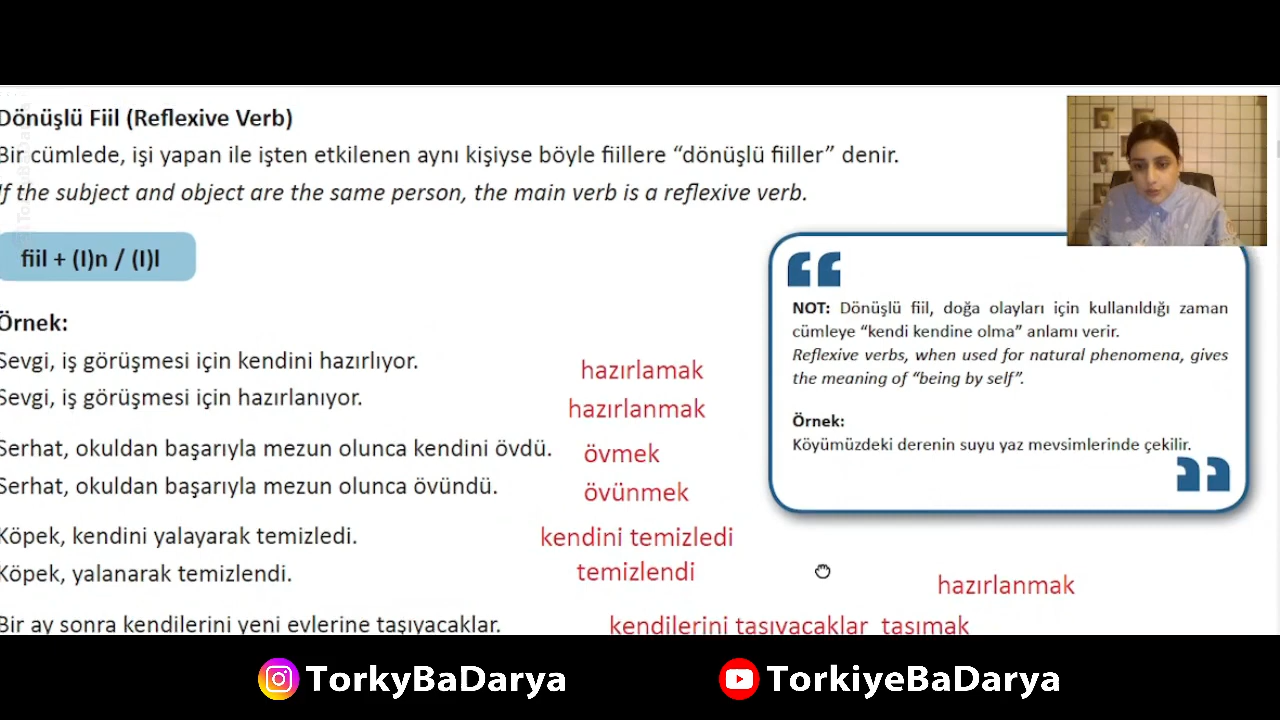 Dönüşlü Fiil (Reflexive Verb)
Bir cümlede, işi yapan ile işten etkilenen aynı kişiyse böyle fiillere “dönüşlü fiiller” denir.
If the subject and object are the same person, the main verb is a reflexive verb.
fiil + (I)n / (I)l
Örnek:
Sevgi, iş görüşmesi için kendini hazırlıyor.
hazırlamak
Sevgi, iş görüşmesi için hazırlanıyor.
hazırlanmak
Serhat, okuldan başarıyla mezun olunca kendini övdü.
övmek
Serhat, okuldan başarıyla mezun olunca övündü.
övünmek
Köpek, kendini yalayarak temizledi.
kendini temizledi
Köpek, yalanarak temizlendi.
temizlendi
hazırlanmak
Bir ay sonra kendilerini yeni evlerine taşıyacaklar.
kendilerini taşıyacaklar taşımak
NOT: Dönüşlü fiil, doğa olayları için kullanıldığı zaman
cümleye “kendi kendine olma” anlamı verir.
Reflexive verbs, when used for natural phenomena, gives
the meaning of “being by self”.
Örnek:
Köyümüzdeki derenin suyu yaz mevsimlerinde çekilir.
TorkyBaDarya
TorkiyeBaDarya